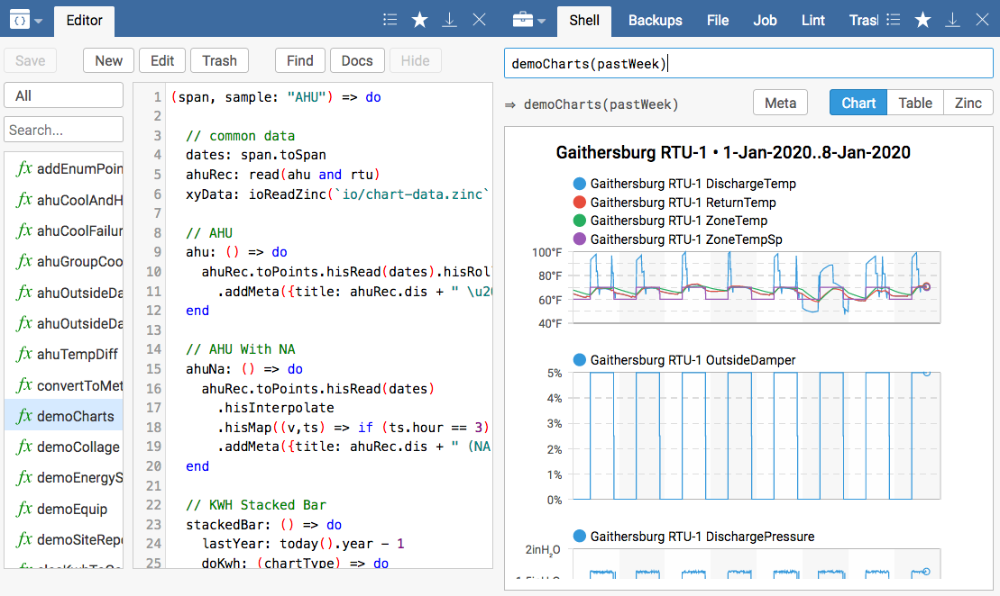 Editor
Shell Backups File Job Lint Trasl
Save New Edit Trash Find Docs Hide
All
Search...
fx addEnumPoin
fx ahuCoolAndH
fx ahuCoolFailur
fx ahuGroupCoo
fx ahuOutsideDa
fx ahuOutsideDa
fx ahuTempDiff
fx convertToMet
fx demoCharts
fx demoCollage
fx demoEnergyS
fx demoEquip
fx demoSiteRepo
1 (span, sample: "AHU") => do
2
3 // common data
4 dates: span.toSpan
5 ahuRec: read(ahu and rtu)
6 xyData: ioReadZinc(`io/chart-data.zinc`
7
8 // AHU
9 ahu: () => do
10 ahuRec.toPoints.hisRead(dates).hisRol
11 .addMeta({title: ahuRec.dis + " \u20
12 end
13
14 // AHU With NA
15 ahuNa: () => do
16 ahuRec.toPoints.hisRead(dates)
17 .hisInterpolate
18 .hisMap((v,ts) => if (ts.hour == 3)
19 .addMeta({title: ahuRec.dis + " (NA
20 end
21
22 // KWH Stacked Bar
23 stackedBar: () => do
24 lastYear: today().year - 1
25 doKwh: (chartType) => do
demoCharts(pastWeek)
⇒ demoCharts(pastWeek)
Meta Chart Table Zinc
Gaithersburg RTU-1 • 1-Jan-2020..8-Jan-2020
Gaithersburg RTU-1 DischargeTemp
Gaithersburg RTU-1 ReturnTemp
Gaithersburg RTU-1 ZoneTemp
Gaithersburg RTU-1 ZoneTempSp
100°F
80°F
60°F
40°F
Gaithersburg RTU-1 OutsideDamper
5%
4%
3%
2%
1%
0%
Gaithersburg RTU-1 DischargePressure
2inH₂O